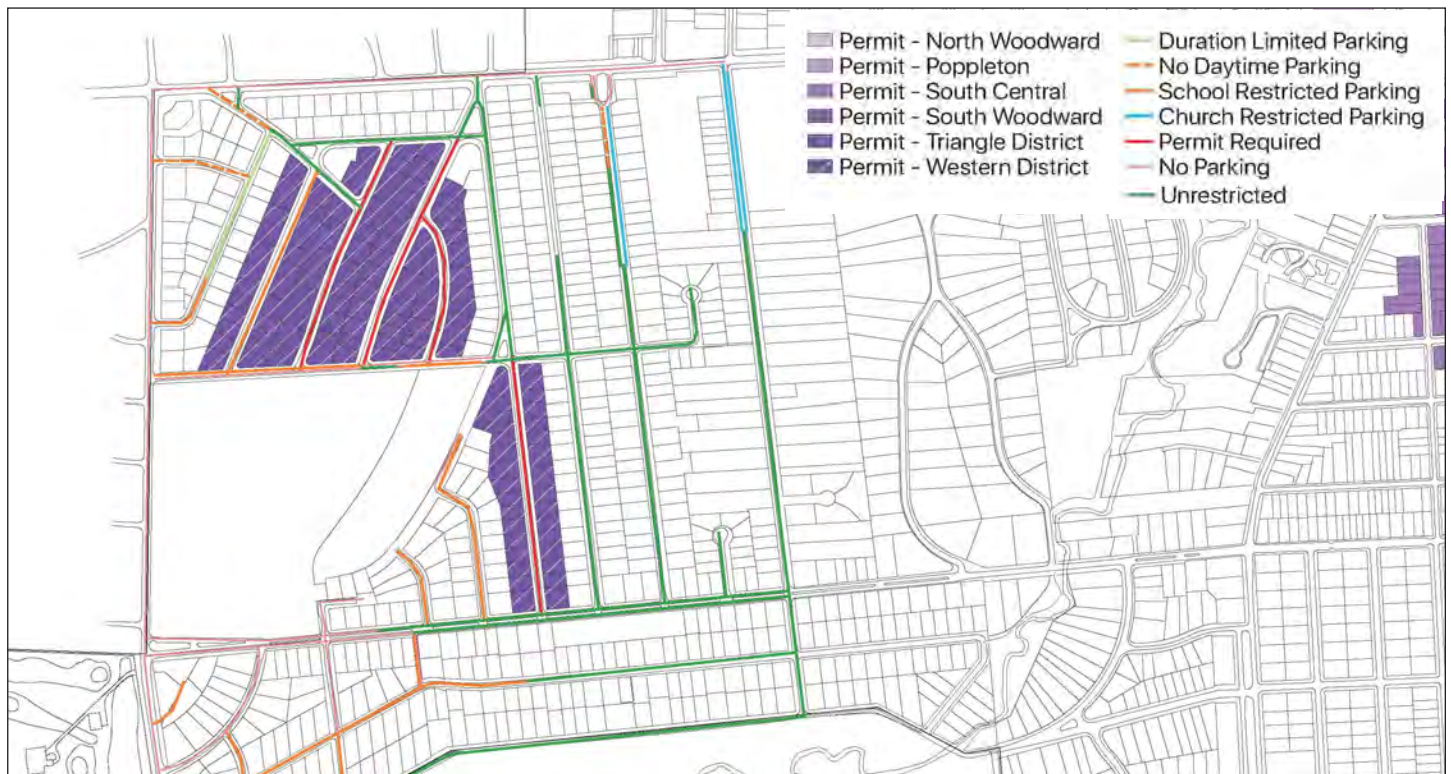 Permit - North Woodward
Permit - Poppleton
Permit - South Central
Permit - South Woodward
Permit - Triangle District
Permit - Western District
Duration Limited Parking
No Daytime Parking
School Restricted Parking
Church Restricted Parking
Permit Required
No Parking
Unrestricted